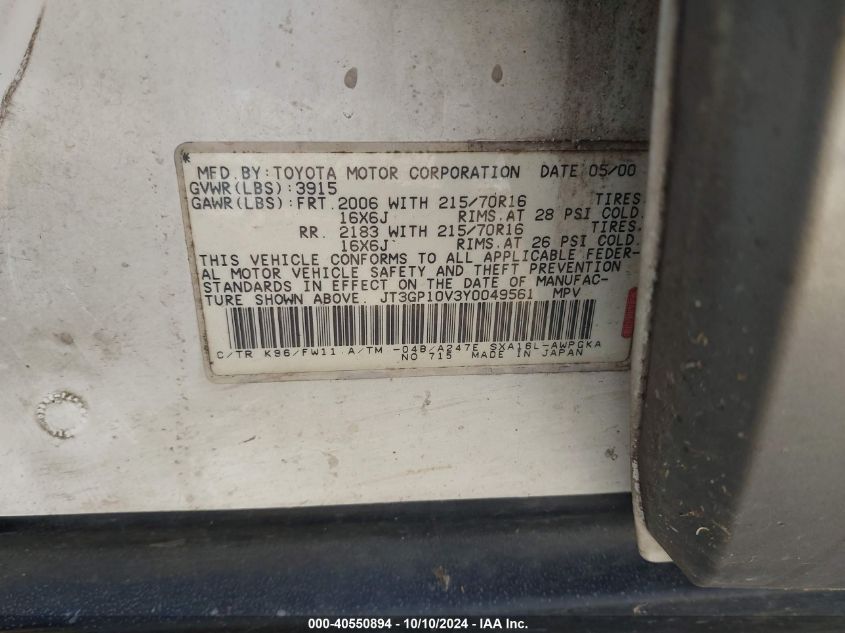 MFD. BY: TOYOTA MOTOR CORPORATION DATE 05/00
GVWR(LBS): 3915
GAWR(LBS): FRT. 2006 WITH 215/70R16 TIRES.
16X6J RIMS. AT 28 PSI COLD.
RR. 2183 WITH 215/70R16 TIRES.
16X6J RIMS. AT 26 PSI COLD.
THIS VEHICLE CONFORMS TO ALL APPLICABLE FEDER-
AL MOTOR VEHICLE SAFETY AND THEFT PREVENTION
STANDARDS IN EFFECT ON THE DATE OF MANUFAC-
TURE SHOWN ABOVE. JT3GP10V3Y0049561 MPV
C/TR K96/FW11 A/TM -04B/A247E SXA16L-AWPGKA
NO 715 MADE IN JAPAN
000-40550894 - 10/10/2024 - IAA Inc.